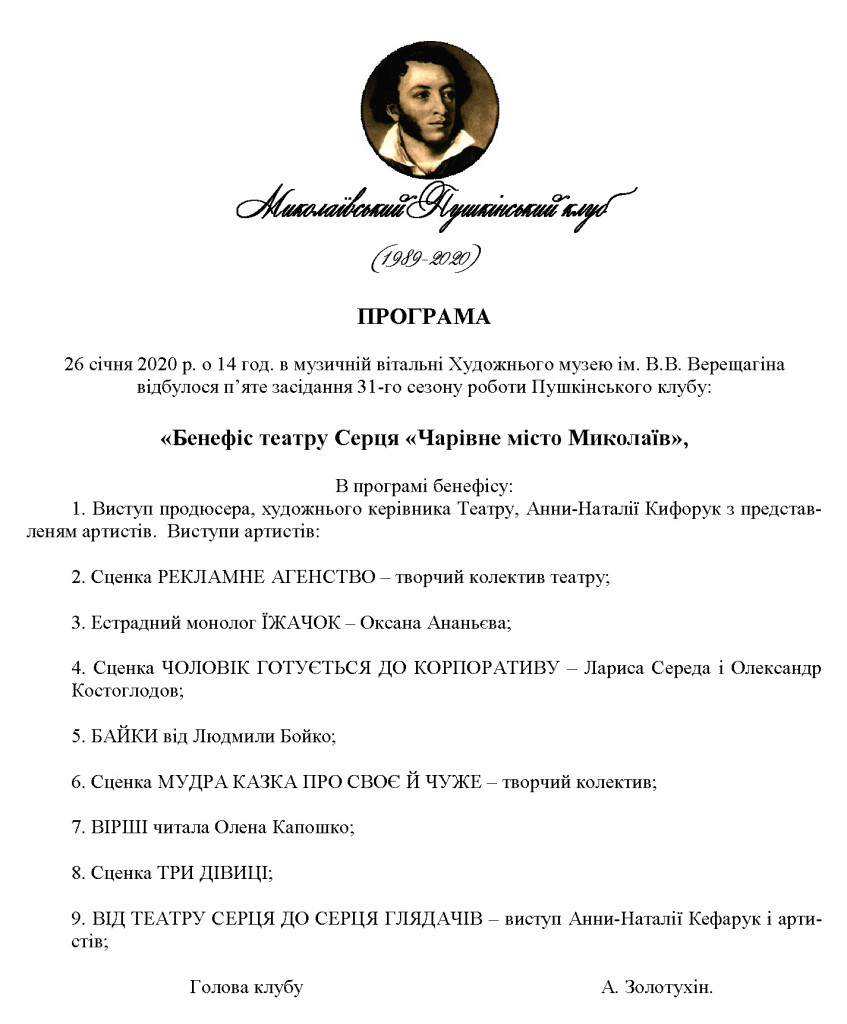 Миколаївський Пушкінський клуб
(1989-2020)
ПРОГРАМА
26 січня 2020 р. о 14 год. в музичній вітальні Художнього музею ім. В.В. Верещагіна
відбулося п’яте засідання 31-го сезону роботи Пушкінського клубу:
«Бенефіс театру Серця «Чарівне місто Миколаїв»,
В програмі бенефісу:
1. Виступ продюсера, художнього керівника Театру, Анни-Наталії Кифорук з представ-
леням артистів.  Виступи артистів:
2. Сценка РЕКЛАМНЕ АГЕНСТВО – творчий колектив театру;
3. Естрадний монолог ЇЖАЧОК – Оксана Ананьєва;
4. Сценка ЧОЛОВІК ГОТУЄТЬСЯ ДО КОРПОРАТИВУ – Лариса Середа і Олександр
Костоглодов;
5. БАЙКИ від Людмили Бойко;
6. Сценка МУДРА КАЗКА ПРО СВОЄ Й ЧУЖЕ – творчий колектив;
7. ВІРШІ читала Олена Капошко;
8. Сценка ТРИ ДІВИЦІ;
9. ВІД ТЕАТРУ СЕРЦЯ ДО СЕРЦЯ ГЛЯДАЧІВ – виступ Анни-Наталії Кефарук і арти-
стів;
Голова клубу А. Золотухін.